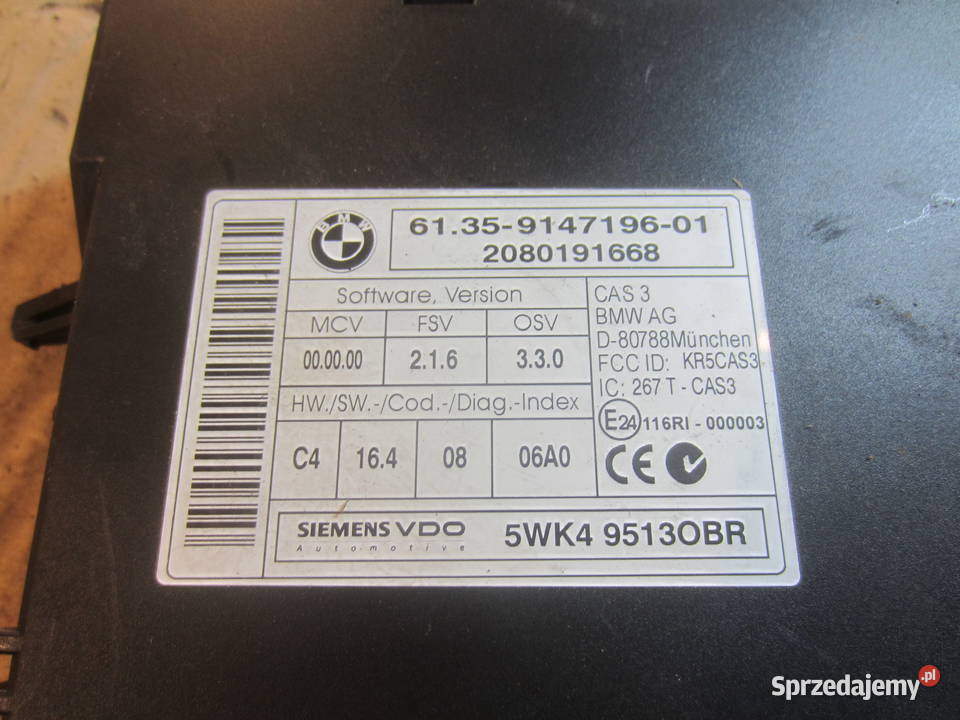 BMW
61.35-9147196-01
2080191668
Software, Version
MCV FSV OSV
00.00.00 2.1.6 3.3.0
HW./SW.-/Cod.-/Diag.-Index
C4 16.4 08 06A0
CAS 3
BMW AG
D-80788München
FCC ID: KR5CAS3
IC: 267 T - CAS3
E24 116RI - 000003
CE
SIEMENS VDO
Automotive
5WK4 9513OBR
Sprzedajemy.pl